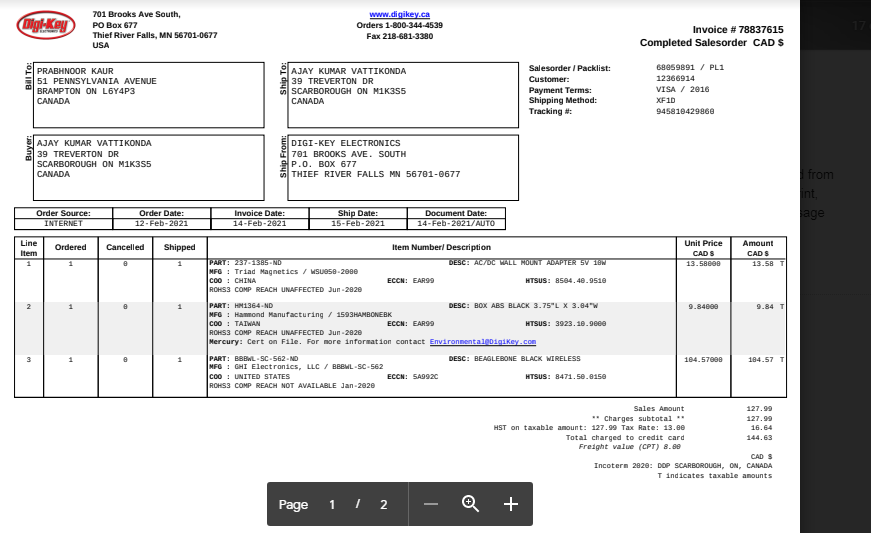 Digi-Key
ELECTRONICS
701 Brooks Ave South,
PO Box 677
Thief River Falls, MN 56701-0677
USA
www.digikey.ca
Orders 1-800-344-4539
Fax 218-681-3380
Invoice # 78837615
Completed Salesorder CAD $
Bill To:
PRABHNOOR KAUR
51 PENNSYLVANIA AVENUE
BRAMPTON ON L6Y4P3
CANADA
Ship To:
AJAY KUMAR VATTIKONDA
39 TREVERTON DR
SCARBOROUGH ON M1K3S5
CANADA
Salesorder / Packlist: 68059891 / PL1
Customer: 12366914
Payment Terms: VISA / 2016
Shipping Method: XF1D
Tracking #: 945810429860
Buyer:
AJAY KUMAR VATTIKONDA
39 TREVERTON DR
SCARBOROUGH ON M1K3S5
CANADA
Ship From:
DIGI-KEY ELECTRONICS
701 BROOKS AVE. SOUTH
P.O. BOX 677
THIEF RIVER FALLS MN 56701-0677
Order Source: Order Date: Invoice Date: Ship Date: Document Date:
INTERNET 12-Feb-2021 14-Feb-2021 15-Feb-2021 14-Feb-2021/AUTO
Line Item Ordered Cancelled Shipped Item Number/ Description Unit Price CAD $ Amount CAD $
1 1 0 1 PART: 237-1385-ND DESC: AC/DC WALL MOUNT ADAPTER 5V 10W 13.58000 13.58 T
MFG : Triad Magnetics / WSU050-2000
COO : CHINA ECCN: EAR99 HTSUS: 8504.40.9510
ROHS3 COMP REACH UNAFFECTED Jun-2020
2 1 0 1 PART: HM1364-ND DESC: BOX ABS BLACK 3.75"L X 3.04"W 9.84000 9.84 T
MFG : Hammond Manufacturing / 1593HAMBONEBK
COO : TAIWAN ECCN: EAR99 HTSUS: 3923.10.9000
ROHS3 COMP REACH UNAFFECTED Jun-2020
Mercury: Cert on File. For more information contact Environmental@DigiKey.com
3 1 0 1 PART: BBBWL-SC-562-ND DESC: BEAGLEBONE BLACK WIRELESS 104.57000 104.57 T
MFG : GHI Electronics, LLC / BBBWL-SC-562
COO : UNITED STATES ECCN: 5A992C HTSUS: 8471.50.0150
ROHS3 COMP REACH NOT AVAILABLE Jan-2020
Sales Amount 127.99
** Charges subtotal ** 127.99
HST on taxable amount: 127.99 Tax Rate: 13.00 16.64
Total charged to credit card 144.63
Freight value (CPT) 8.00
CAD $
Incoterm 2020: DDP SCARBOROUGH, ON, CANADA
T indicates taxable amounts
Page 1 / 2
17
from